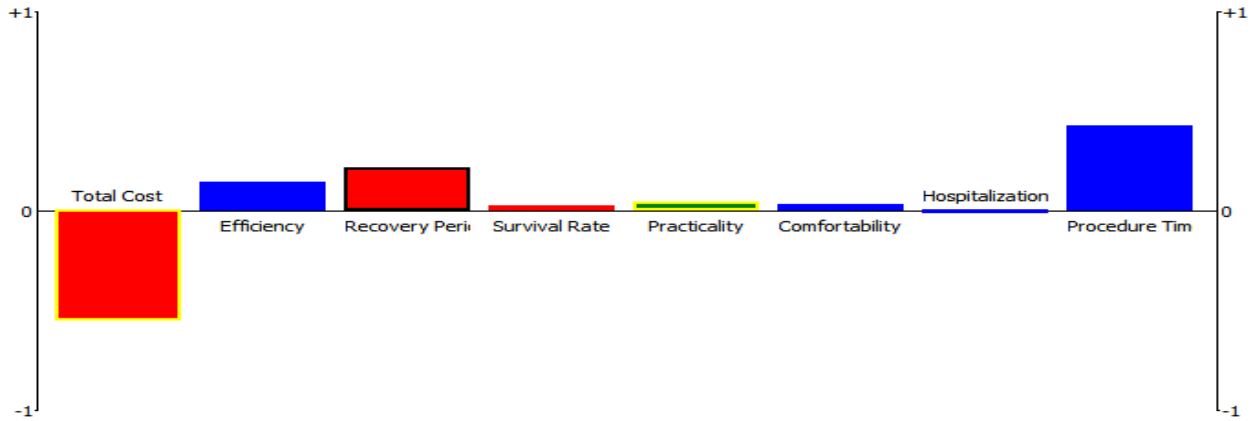 +1 +1
Total Cost Hospitalization
0 0
Efficiency Recovery Peri Survival Rate Practicality Comfortability Procedure Tim
-1 -1